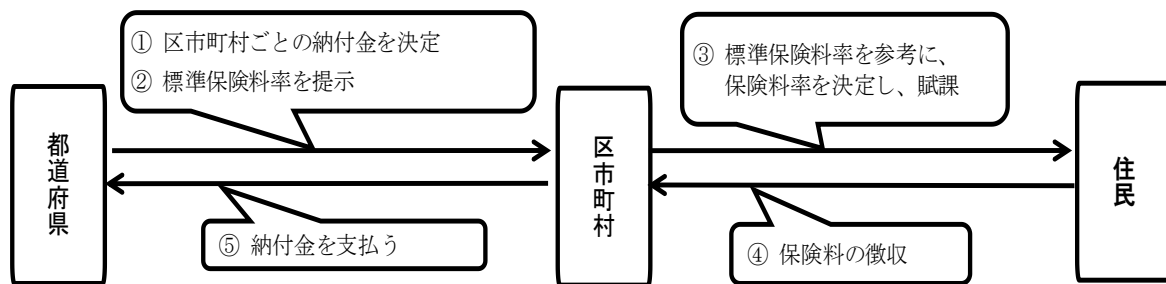 ① 区市町村ごとの納付金を決定
② 標準保険料率を提示
③ 標準保険料率を参考に、
保険料率を決定し、賦課
都道府県
区市町村
住民
⑤ 納付金を支払う
④ 保険料の徴収